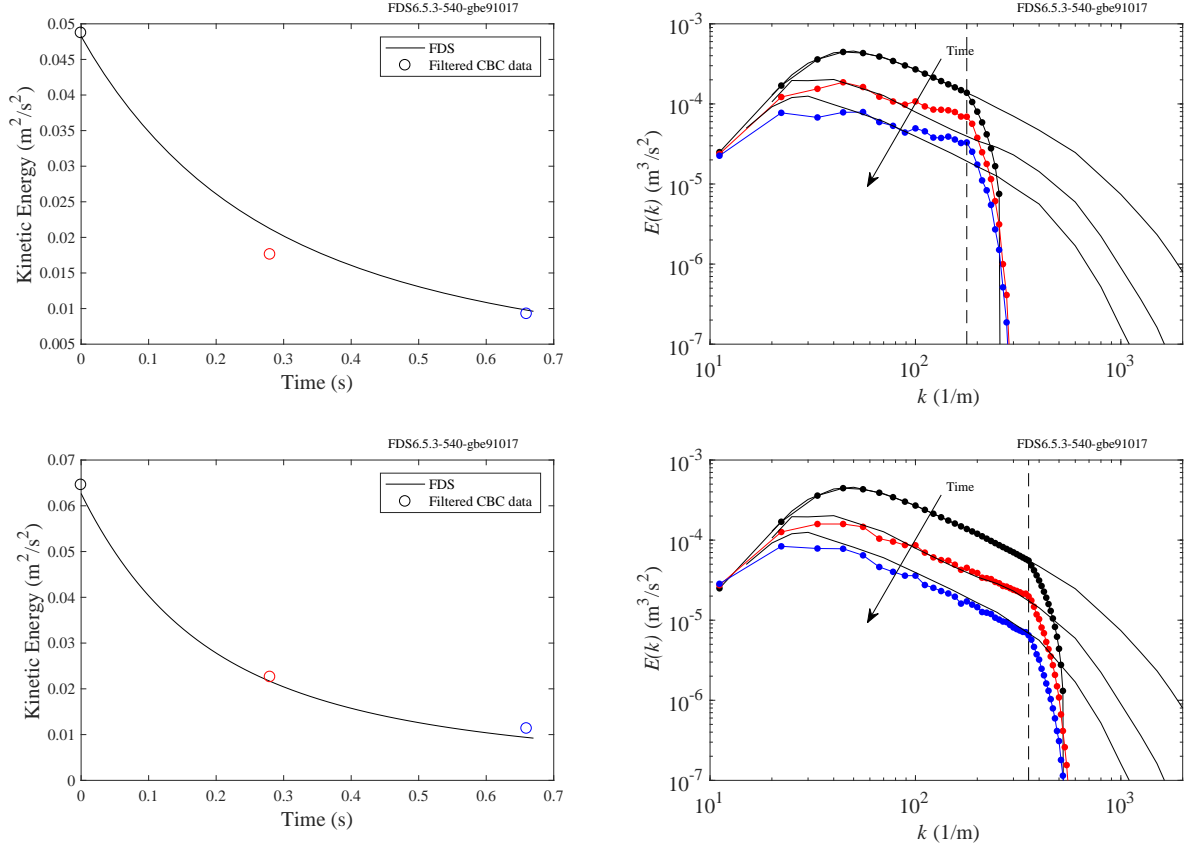 FDS6.5.3-540-gbe91017
Kinetic Energy (m²/s²)
0.05
0.045
0.04
0.035
0.03
0.025
0.02
0.015
0.01
0.005
0 0.1 0.2 0.3 0.4 0.5 0.6 0.7
Time (s)
FDS
Filtered CBC data
FDS6.5.3-540-gbe91017
E(k) (m³/s²)
10⁻³
10⁻⁴
10⁻⁵
10⁻⁶
10⁻⁷
10¹ 10² 10³
k (1/m)
Time
FDS6.5.3-540-gbe91017
Kinetic Energy (m²/s²)
0.07
0.06
0.05
0.04
0.03
0.02
0.01
0
0 0.1 0.2 0.3 0.4 0.5 0.6 0.7
Time (s)
FDS
Filtered CBC data
FDS6.5.3-540-gbe91017
E(k) (m³/s²)
10⁻³
10⁻⁴
10⁻⁵
10⁻⁶
10⁻⁷
10¹ 10² 10³
k (1/m)
Time